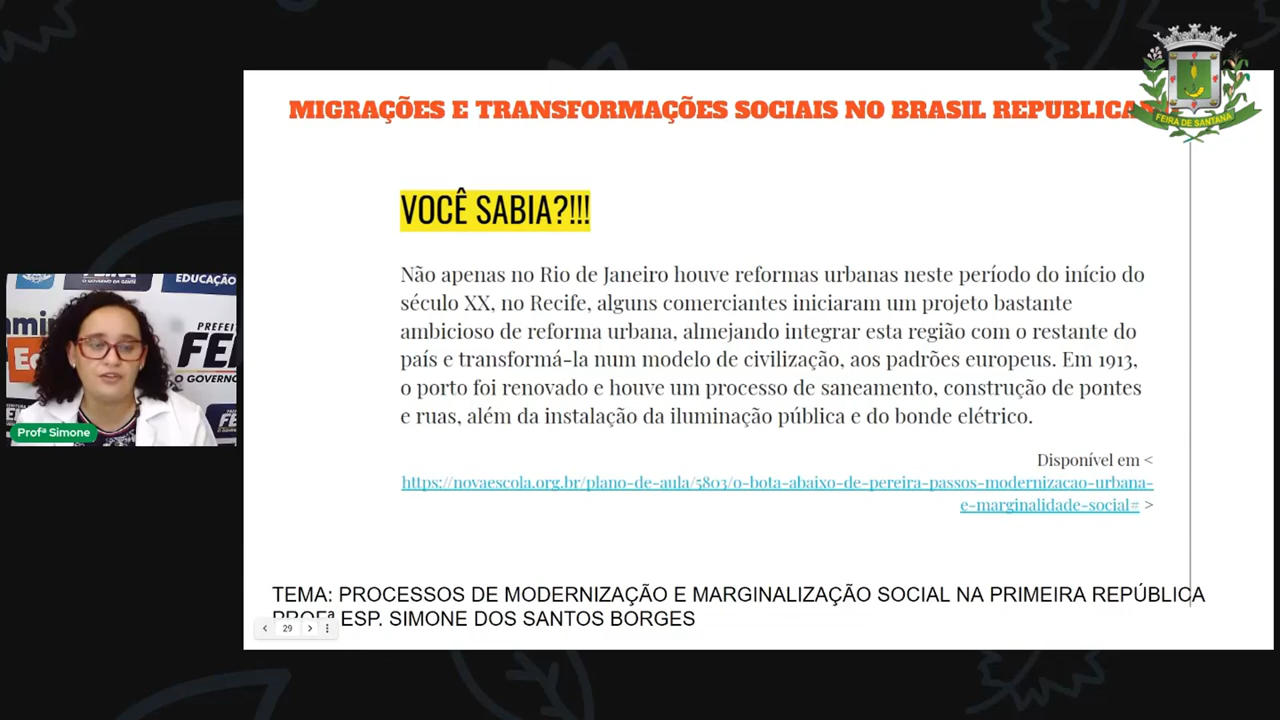 MIGRAÇÕES E TRANSFORMAÇÕES SOCIAIS NO BRASIL
FEIRA DE SANTANA
VOCÊ SABIA?!!!
Não apenas no Rio de Janeiro houve reformas urbanas neste período do início do
século XX, no Recife, alguns comerciantes iniciaram um projeto bastante
ambicioso de reforma urbana, almejando integrar esta região com o restante do
país e transformá-la num modelo de civilização, aos padrões europeus. Em 1913,
o porto foi renovado e houve um processo de saneamento, construção de pontes
e ruas, além da instalação da iluminação pública e do bonde elétrico.
Disponível em <
https://novaescola.org.br/plano-de-aula/5803/o-bota-abaixo-de-pereira-passos-modernizacao-urbana-
e-marginalidade-social# >
EDUCAÇÃO
O GOVERNO DA GENTE
Profª Simone
TEMA: PROCESSOS DE MODERNIZAÇÃO E MARGINALIZAÇÃO SOCIAL NA PRIMEIRA REPÚBLICA
PROFª ESP. SIMONE DOS SANTOS BORGES
29